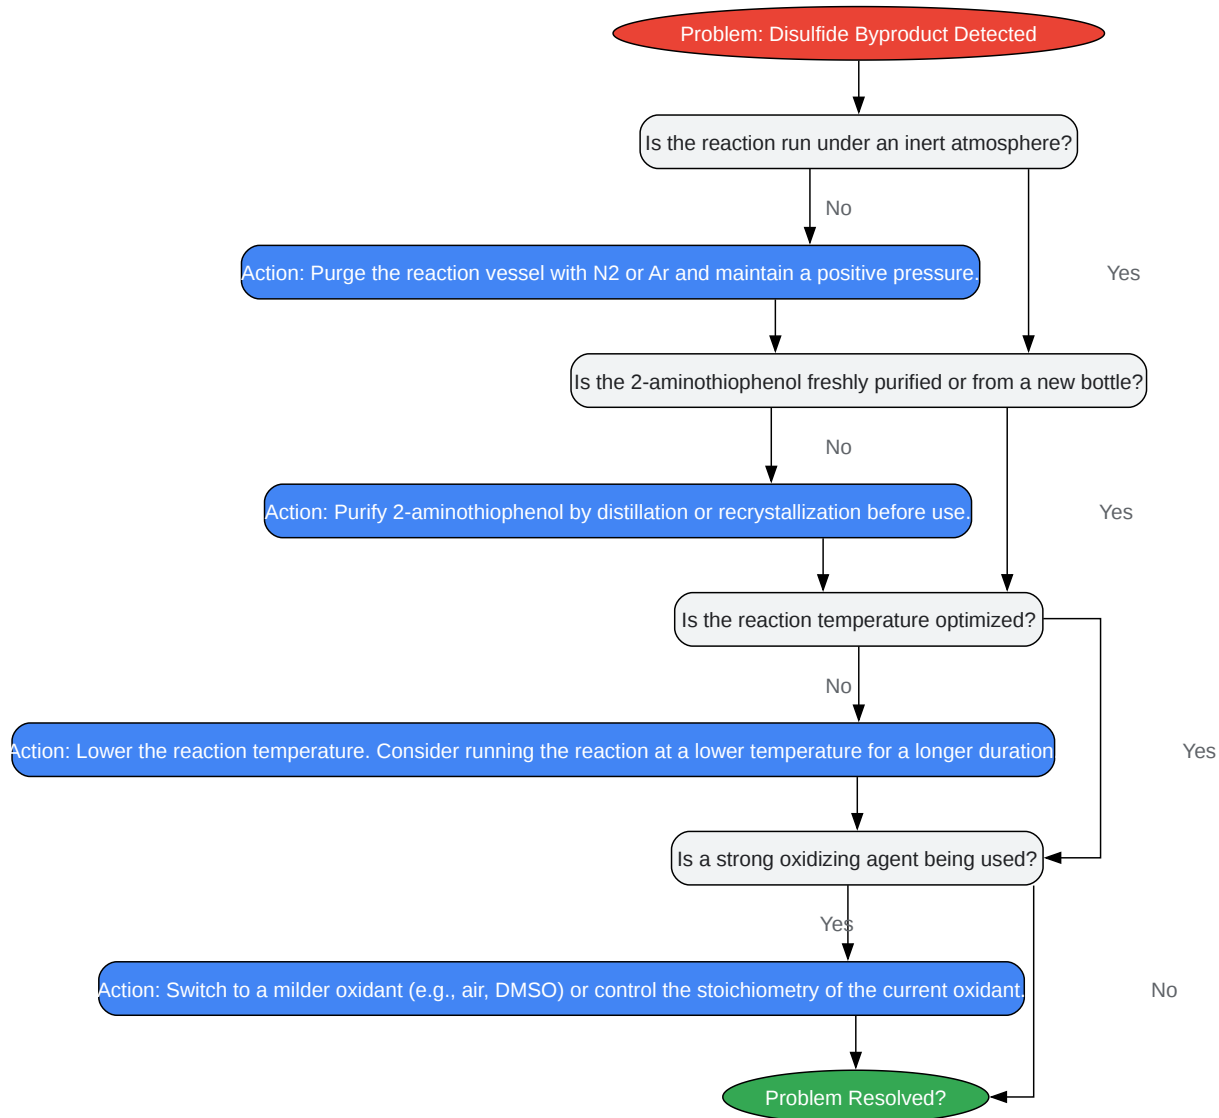 Problem: Disulfide Byproduct Detected
Is the reaction run under an inert atmosphere?
No
Action: Purge the reaction vessel with N2 or Ar and maintain a positive pressure.
Yes
Is the 2-aminothiophenol freshly purified or from a new bottle?
No
Action: Purify 2-aminothiophenol by distillation or recrystallization before use.
Yes
Is the reaction temperature optimized?
No
Action: Lower the reaction temperature. Consider running the reaction at a lower temperature for a longer duration.
Yes
Is a strong oxidizing agent being used?
Yes
Action: Switch to a milder oxidant (e.g., air, DMSO) or control the stoichiometry of the current oxidant.
No
Problem Resolved?